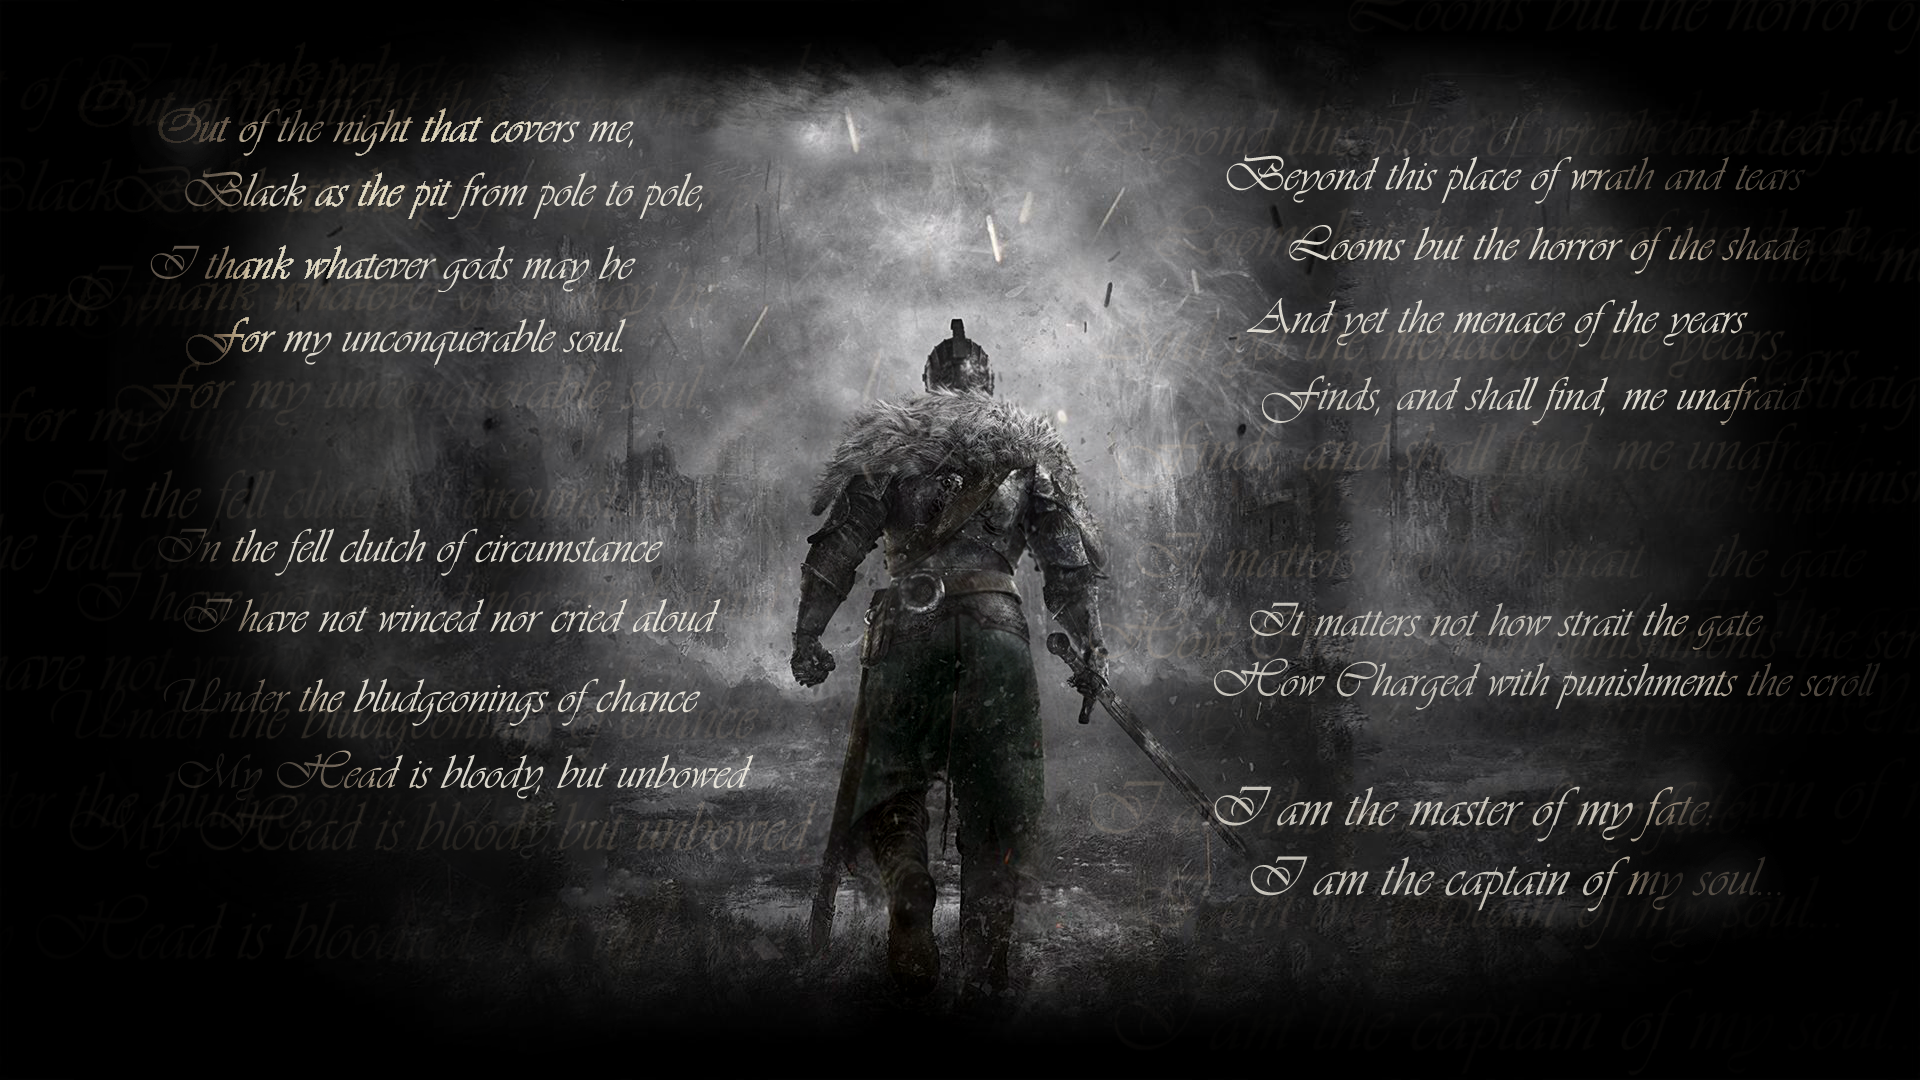 Out of the night that covers me,
Black as the pit from pole to pole,
I thank whatever gods may be
For my unconquerable soul.
In the fell clutch of circumstance
I have not winced nor cried aloud
Under the bludgeonings of chance
My Head is bloody, but unbowed
Beyond this place of wrath and tears
Looms but the horror of the shade,
And yet the menace of the years
Finds, and shall find, me unafraid
It matters not how strait the gate
How Charged with punishments the scroll
I am the master of my fate:
I am the captain of my soul...